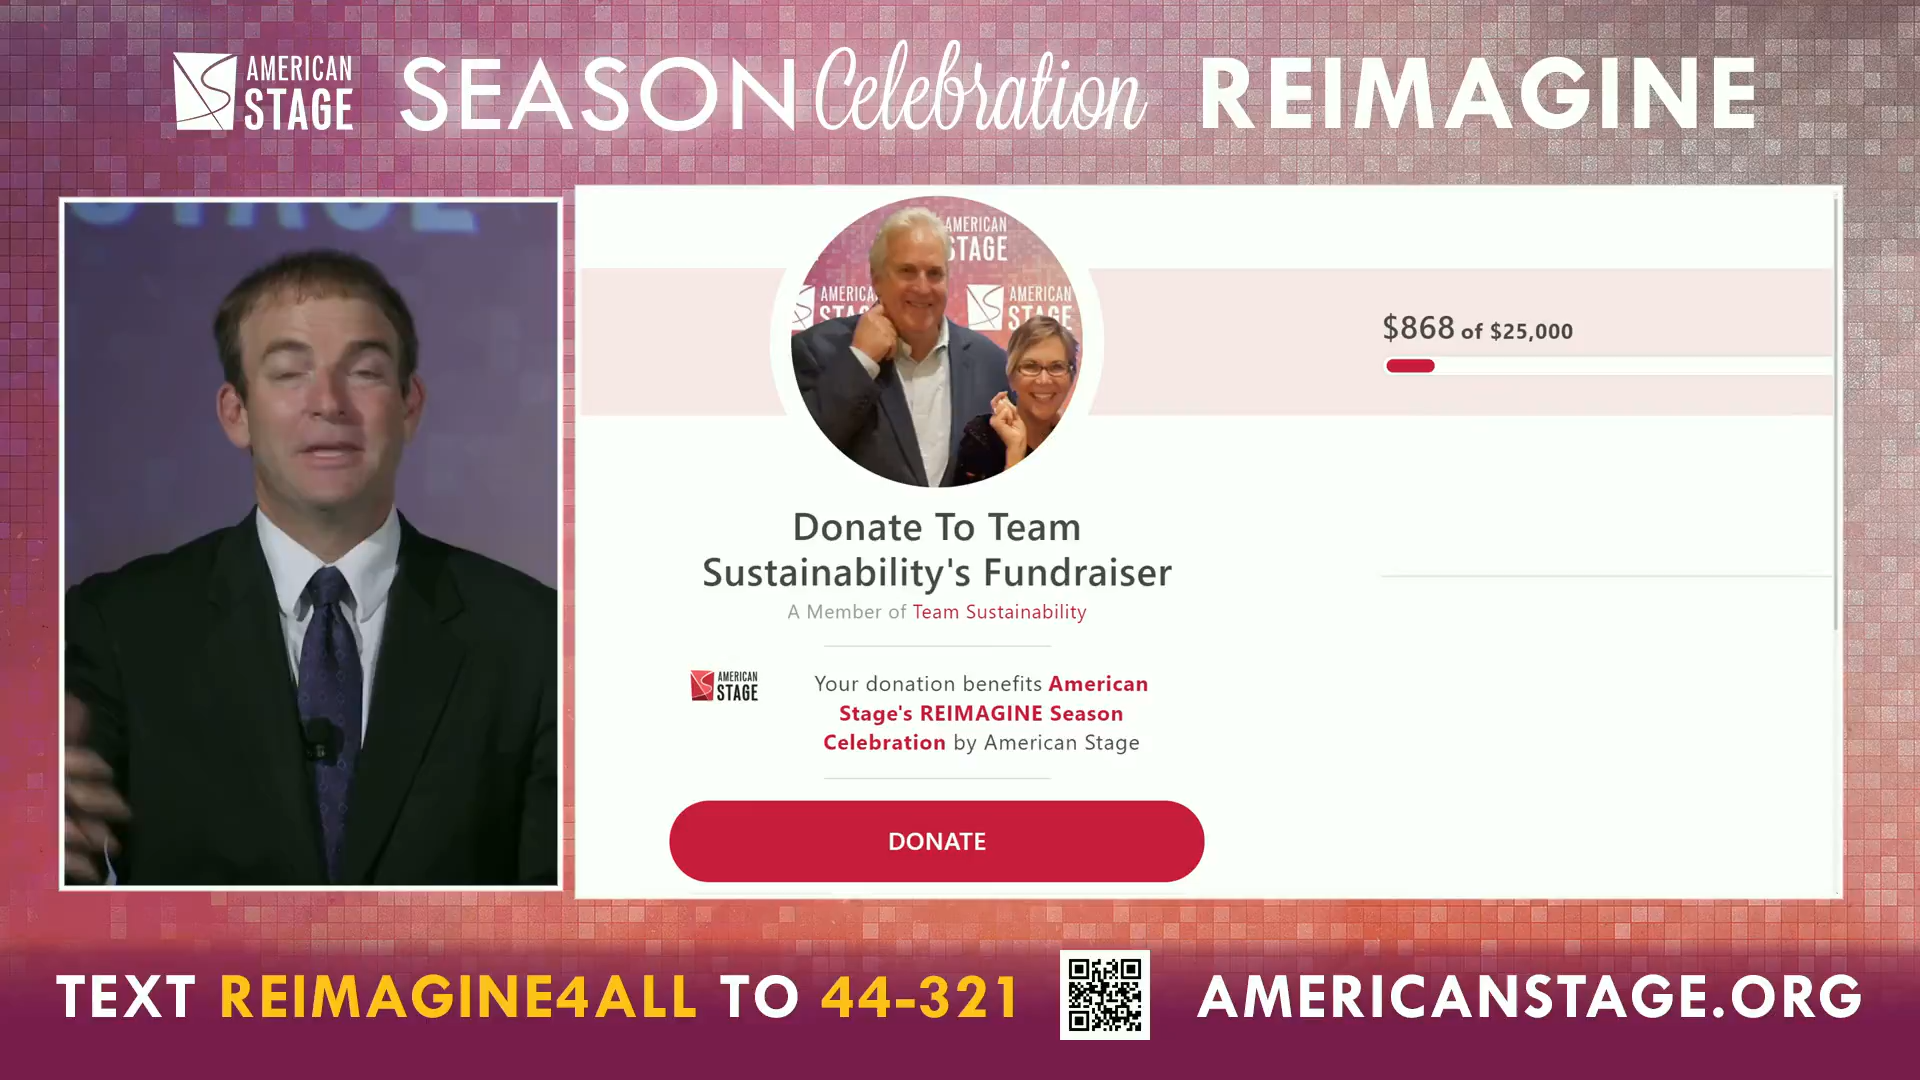 AMERICAN
STAGE
SEASON Celebration REIMAGINE
STAGE
AMERICAN
STAGE
AMERICAN
STAGE
$868 of $25,000
Donate To Team
Sustainability's Fundraiser
A Member of Team Sustainability
AMERICAN
STAGE
Your donation benefits American
Stage's REIMAGINE Season
Celebration by American Stage
DONATE
TEXT REIMAGINE4ALL TO 44-321
AMERICANSTAGE.ORG